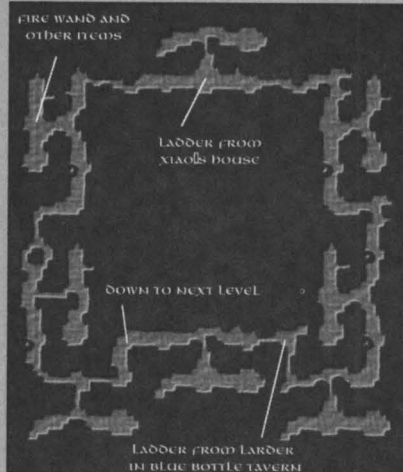 FIRE WAND AND
OTHER ITEMS
LADDER FROM
XIAO'S HOUSE
DOWN TO NEXT LEVEL
LADDER FROM LARDER
IN BLUE BOTTLE TAVERN